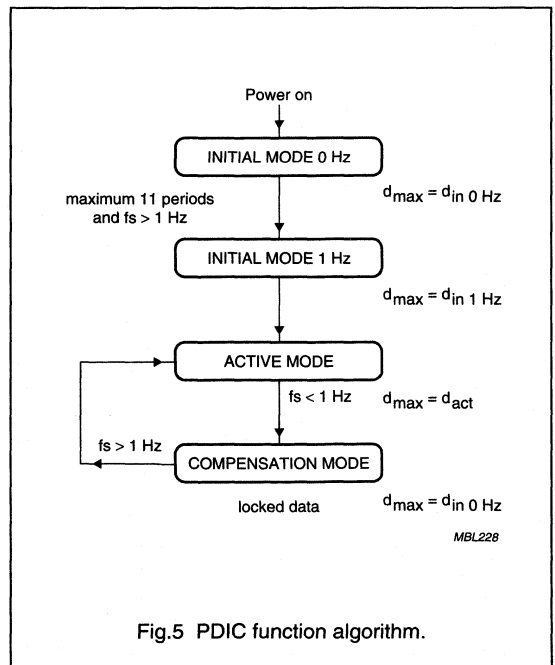 Power on
INITIAL MODE 0 Hz
maximum 11 periods
and fs > 1 Hz
dmax = din 0 Hz
INITIAL MODE 1 Hz
dmax = din 1 Hz
ACTIVE MODE
fs < 1 Hz
dmax = dact
fs > 1 Hz
COMPENSATION MODE
locked data
dmax = din 0 Hz
MBL228
Fig.5 PDIC function algorithm.